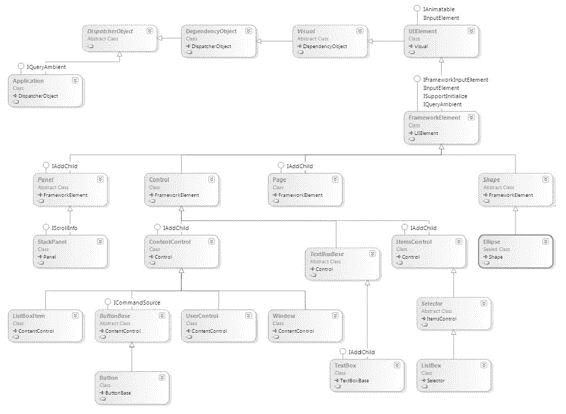 IAnimatable
IInputElement
DispatcherObject
Abstract Class
DependencyObject
Class
DispatcherObject
Visual
Abstract Class
DependencyObject
UIElement
Class
Visual
IQueryAmbient
Application
Class
DispatcherObject
IFrameworkInputElement
IInputElement
ISupportInitialize
IQueryAmbient
FrameworkElement
Class
UIElement
IAddChild
Panel
Abstract Class
FrameworkElement
Control
Class
FrameworkElement
IAddChild
Page
Class
FrameworkElement
Shape
Abstract Class
FrameworkElement
IScrollInfo
StackPanel
Class
Panel
IAddChild
ContentControl
Class
Control
TextBoxBase
Abstract Class
Control
IAddChild
ItemsControl
Class
Control
Ellipse
Sealed Class
Shape
ListBoxItem
Class
ContentControl
ICommandSource
ButtonBase
Abstract Class
ContentControl
UserControl
Class
ContentControl
Window
Class
ContentControl
Selector
Abstract Class
ItemsControl
Button
Class
ButtonBase
IAddChild
TextBox
Class
TextBoxBase
ListBox
Class
Selector